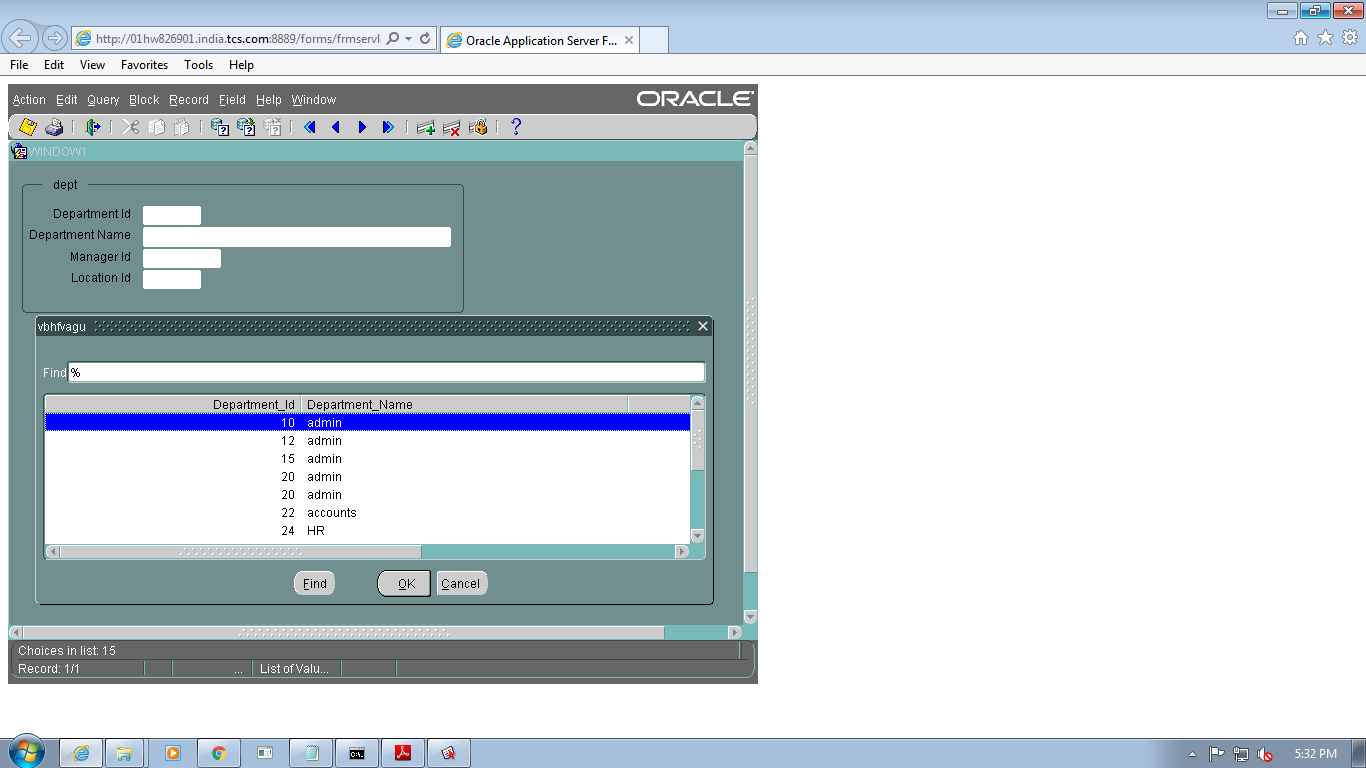 http://01hw826901.india.tcs.com:8889/forms/frmservl
Oracle Application Server F...
File Edit View Favorites Tools Help
Action Edit Query Block Record Field Help Window
ORACLE
WINDOW1
dept
Department Id
Department Name
Manager Id
Location Id
vbhfvagu
Find %
Department_Id Department_Name
10 admin
12 admin
15 admin
20 admin
20 admin
22 accounts
24 HR
Find OK Cancel
Choices in list: 15
Record: 1/1 ... List of Valu...
5:32 PM